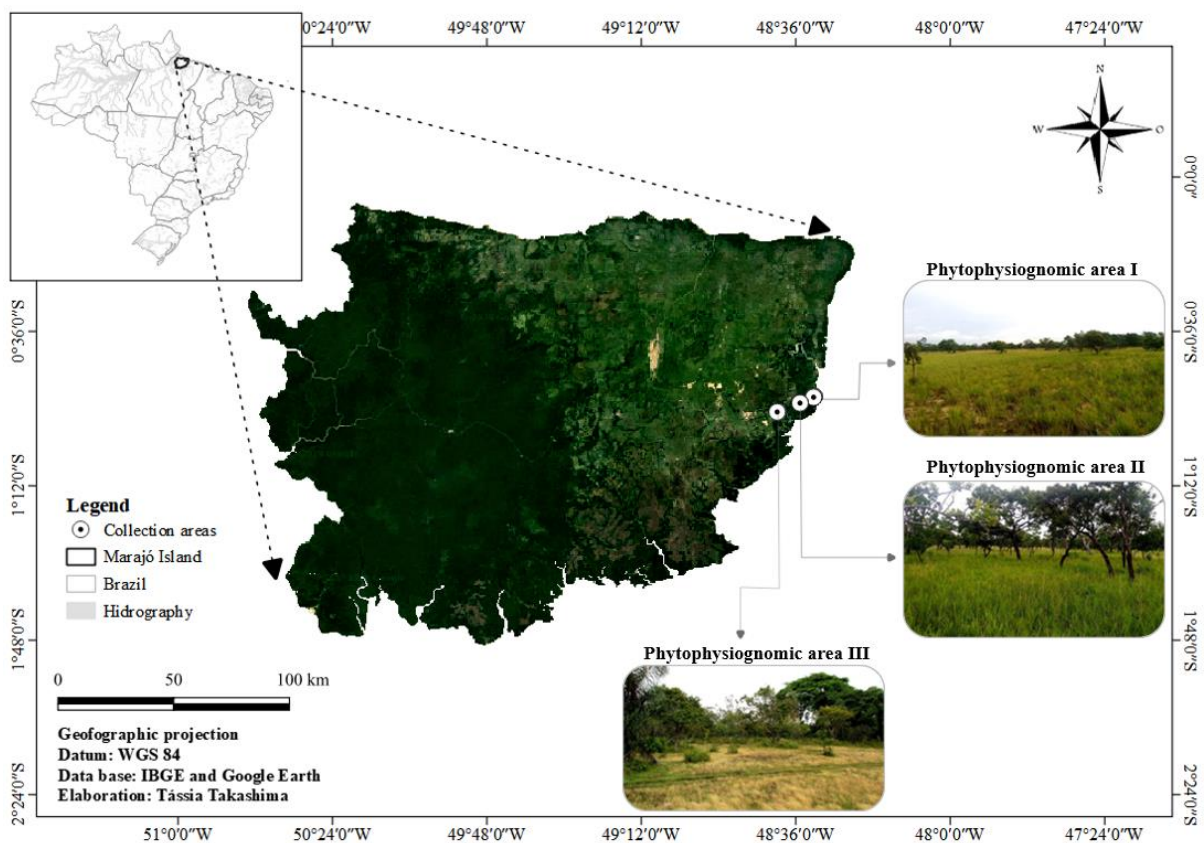 0°24'0"W 49°48'0"W 49°12'0"W 48°36'0"W 48°0'0"W 47°24'0"W
N
W O
S
0°0'0"
0°36'0"S
0°36'0"S
1°12'0"S
1°12'0"S
1°48'0"S
1°48'0"S
2°24'0"S
2°24'0"S
Phytophysiognomic area I
Phytophysiognomic area II
Phytophysiognomic area III
Legend
Collection areas
Marajó Island
Brazil
Hidrography
0 50 100 km
Geofographic projection
Datum: WGS 84
Data base: IBGE and Google Earth
Elaboration: Tássia Takashima
51°0'0"W 50°24'0"W 49°48'0"W 49°12'0"W 48°36'0"W 48°0'0"W 47°24'0"W